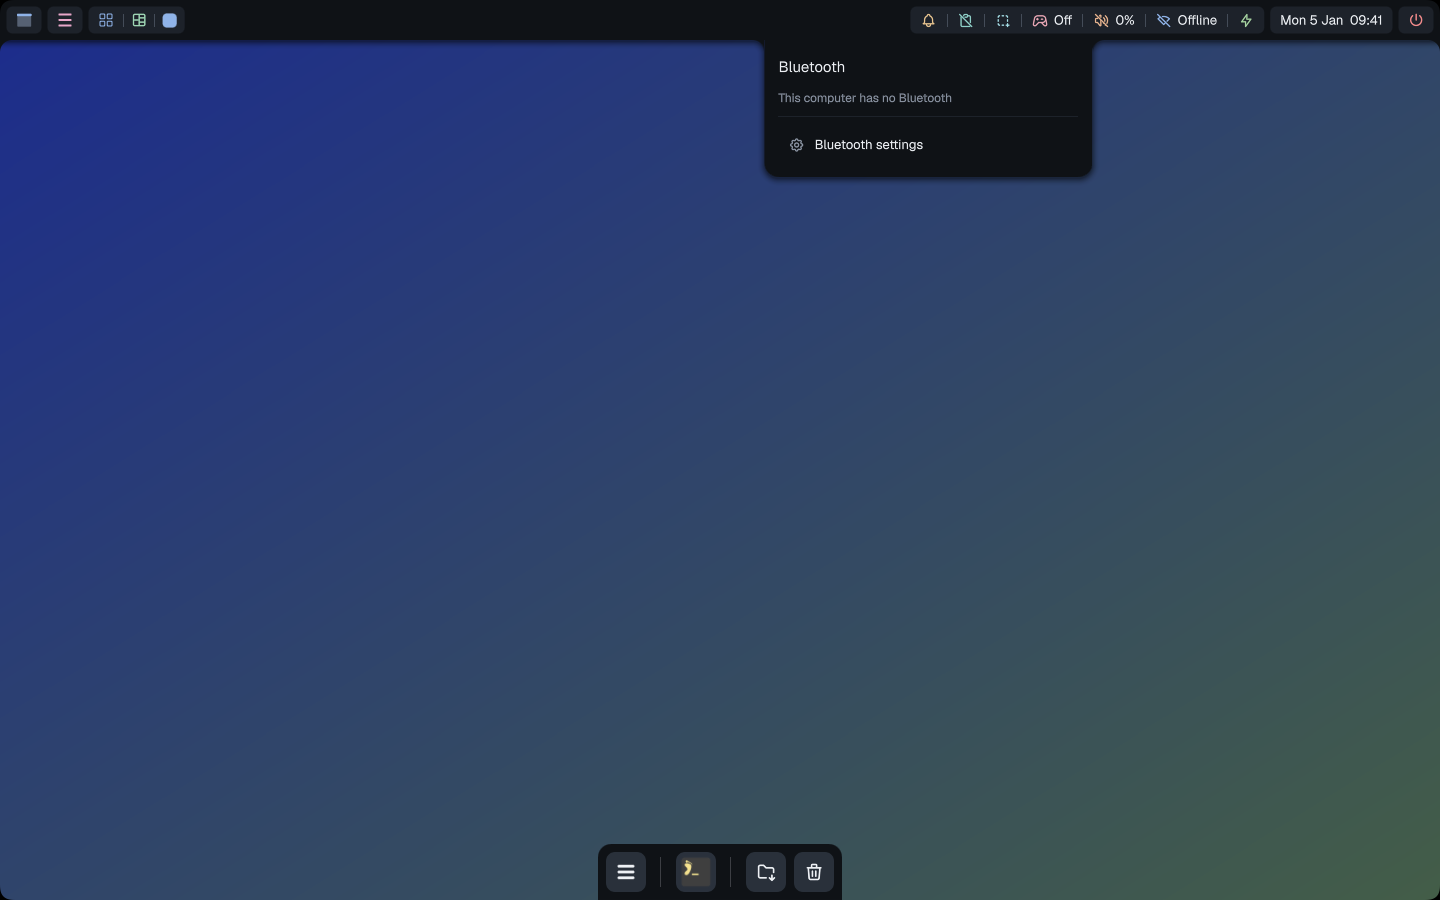 Off
0%
Offline
Mon 5 Jan 09:41
Bluetooth
This computer has no Bluetooth
Bluetooth settings